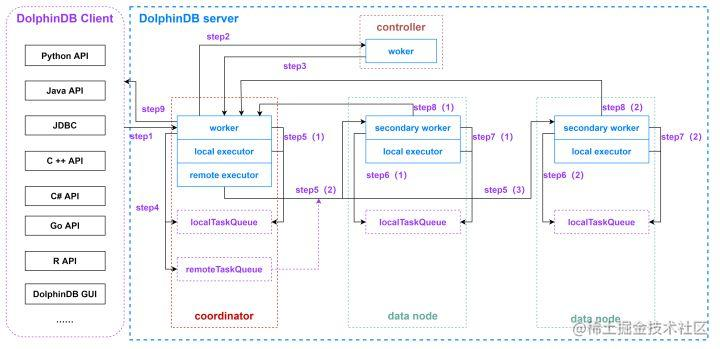 DolphinDB Client
Python API
Java API
JDBC
C ++ API
C# API
Go API
R API
DolphinDB GUI
......
DolphinDB server
controller
woker
step2
step3
step9
step1
worker
local executor
remote executor
step5（1）
step4
step5（2）
localTaskQueue
remoteTaskQueue
coordinator
step8（1）
secondary worker
local executor
step7（1）
step6（1）
step5（3）
localTaskQueue
data node
step8（2）
secondary worker
local executor
step7（2）
step6（2）
localTaskQueue
data node
@稀土掘金技术社区